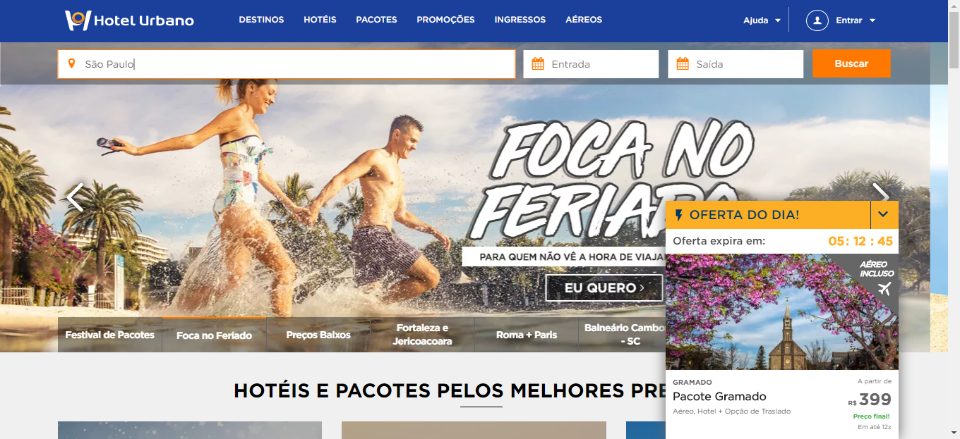 Hotel Urbano
DESTINOS HOTÉIS PACOTES PROMOÇÕES INGRESSOS AÉREOS
Ajuda Entrar
São Paulo
Entrada
Saída
Buscar
FOCA NO
FERIADO
PARA QUEM NÃO VÊ A HORA DE VIAJA
EU QUERO >
OFERTA DO DIA!
Oferta expira em: 05: 12 : 45
AÉREO
INCLUSO
Festival de Pacotes
Foca no Feriado
Preços Baixos
Fortaleza e
Jericoacoara
Roma + Paris
Balneário Cambo
- SC
HOTÉIS E PACOTES PELOS MELHORES PRE
GRAMADO
Pacote Gramado
Aéreo, Hotel + Opção de Traslado
A partir de
R$ 399
Preço final!
Em até 12x